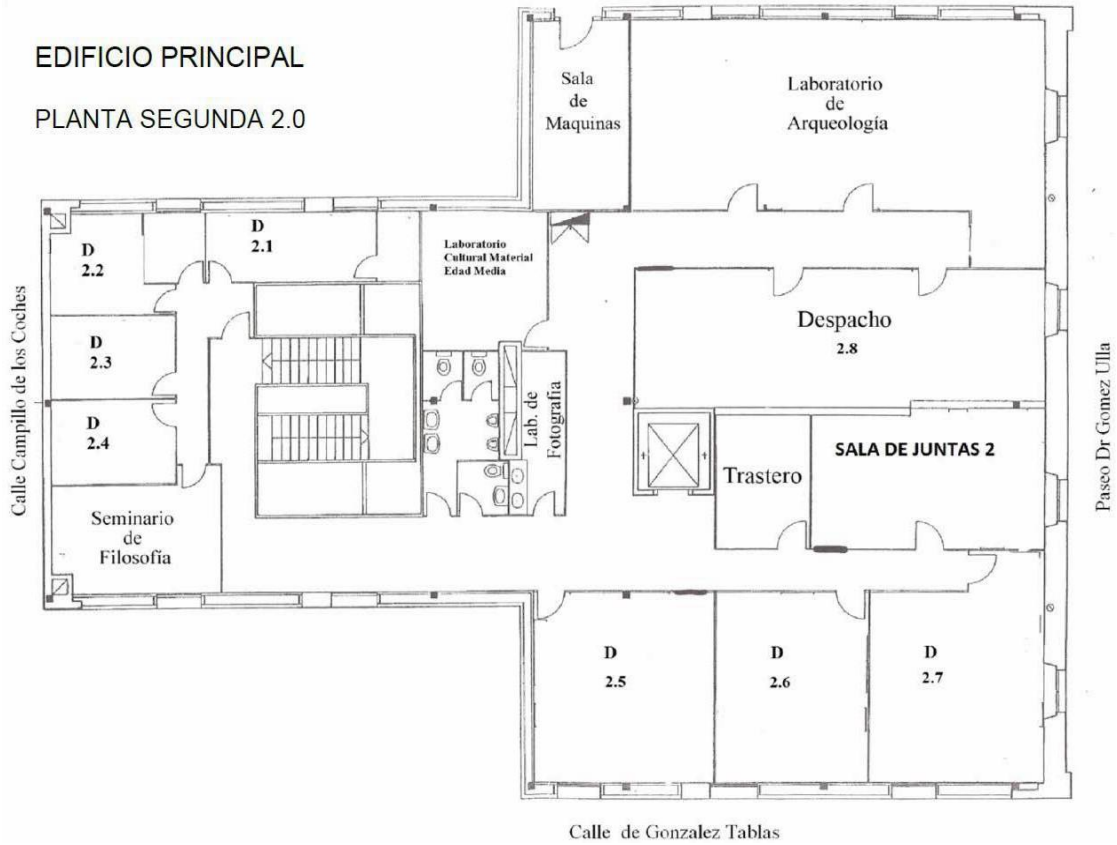 EDIFICIO PRINCIPAL
PLANTA SEGUNDA 2.0
Sala
de
Maquinas
Laboratorio
de
Arqueología
D
2.1
D
2.2
Laboratorio
Cultural Material
Edad Media
Despacho
2.8
D
2.3
D
2.4
Lab. de
Fotografia
Trastero
SALA DE JUNTAS 2
Seminario
de
Filosofía
D
2.5
D
2.6
D
2.7
Calle Campillo de los Coches
Paseo Dr Gomez Ulla
Calle de Gonzalez Tablas